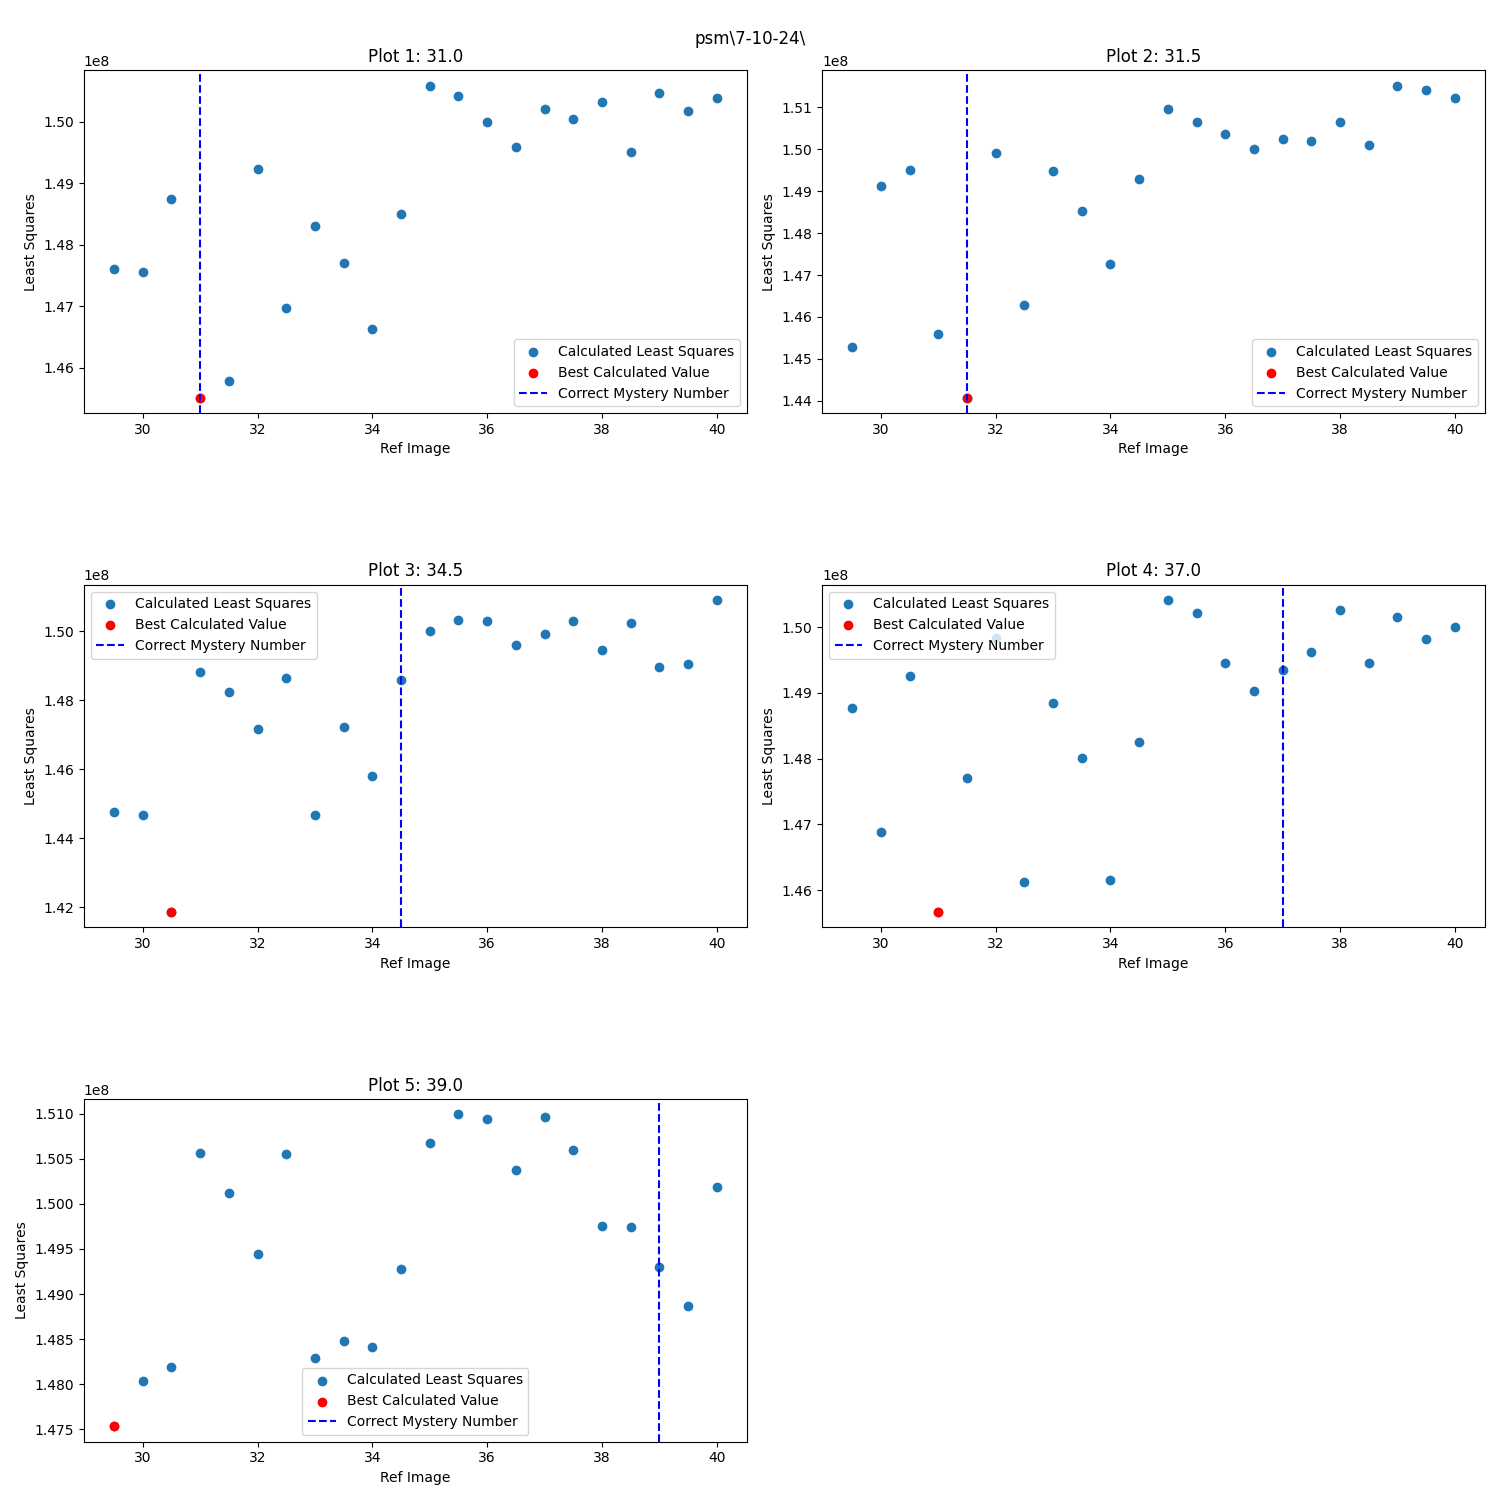 psm\7-10-24\
Plot 1: 31.0
1e8
1.50
1.49
1.48
1.47
1.46
Least Squares
Calculated Least Squares
Best Calculated Value
Correct Mystery Number
30 32 34 36 38 40
Ref Image
Plot 2: 31.5
1e8
1.51
1.50
1.49
1.48
1.47
1.46
1.45
1.44
Least Squares
Calculated Least Squares
Best Calculated Value
Correct Mystery Number
30 32 34 36 38 40
Ref Image
Plot 3: 34.5
1e8
Calculated Least Squares
Best Calculated Value
Correct Mystery Number
1.50
1.48
1.46
1.44
1.42
Least Squares
30 32 34 36 38 40
Ref Image
Plot 4: 37.0
1e8
Calculated Least Squares
Best Calculated Value
Correct Mystery Number
1.50
1.49
1.48
1.47
1.46
Least Squares
30 32 34 36 38 40
Ref Image
Plot 5: 39.0
1e8
1.510
1.505
1.500
1.495
1.490
1.485
1.480
1.475
Least Squares
Calculated Least Squares
Best Calculated Value
Correct Mystery Number
30 32 34 36 38 40
Ref Image